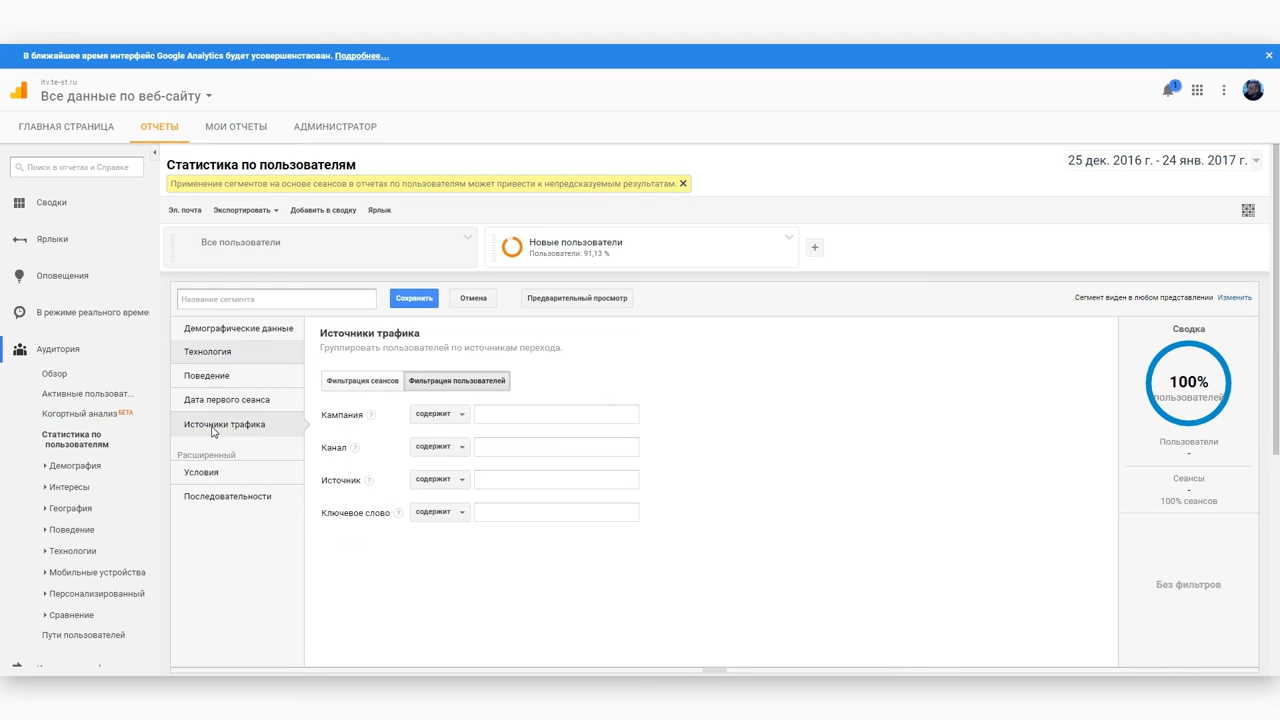 В ближайшее время интерфейс Google Analytics будет усовершенствован. Подробнее...
itv.te-st.ru
Все данные по веб-сайту
1
ГЛАВНАЯ СТРАНИЦА ОТЧЕТЫ МОИ ОТЧЕТЫ АДМИНИСТРАТОР
Поиск в отчетах и Справке
Сводки
Ярлыки
Оповещения
В режиме реального време
Аудитория
Обзор
Активные пользоват...
Когортный анализ БЕТА
Статистика по
пользователям
Демография
Интересы
География
Поведение
Технологии
Мобильные устройства
Персонализированный
Сравнение
Пути пользователей
Статистика по пользователям
25 дек. 2016 г. - 24 янв. 2017 г.
Применение сегментов на основе сеансов в отчетах по пользователям может привести к непредсказуемым результатам.
Эл. почта Экспортировать Добавить в сводку Ярлык
Все пользователи
Новые пользователи
Пользователи: 91,13 %
+
Название сегмента
Сохранить Отмена Предварительный просмотр
Сегмент виден в любом представлении Изменить
Демографические данные
Технология
Поведение
Дата первого сеанса
Источники трафика
Расширенный
Условия
Последовательности
Источники трафика
Группировать пользователей по источникам перехода.
Фильтрация сеансов Фильтрация пользователей
Кампания ? содержит
Канал ? содержит
Источник ? содержит
Ключевое слово ? содержит
Сводка
100%
пользователей
Пользователи
-
Сеансы
-
100% сеансов
Без фильтров